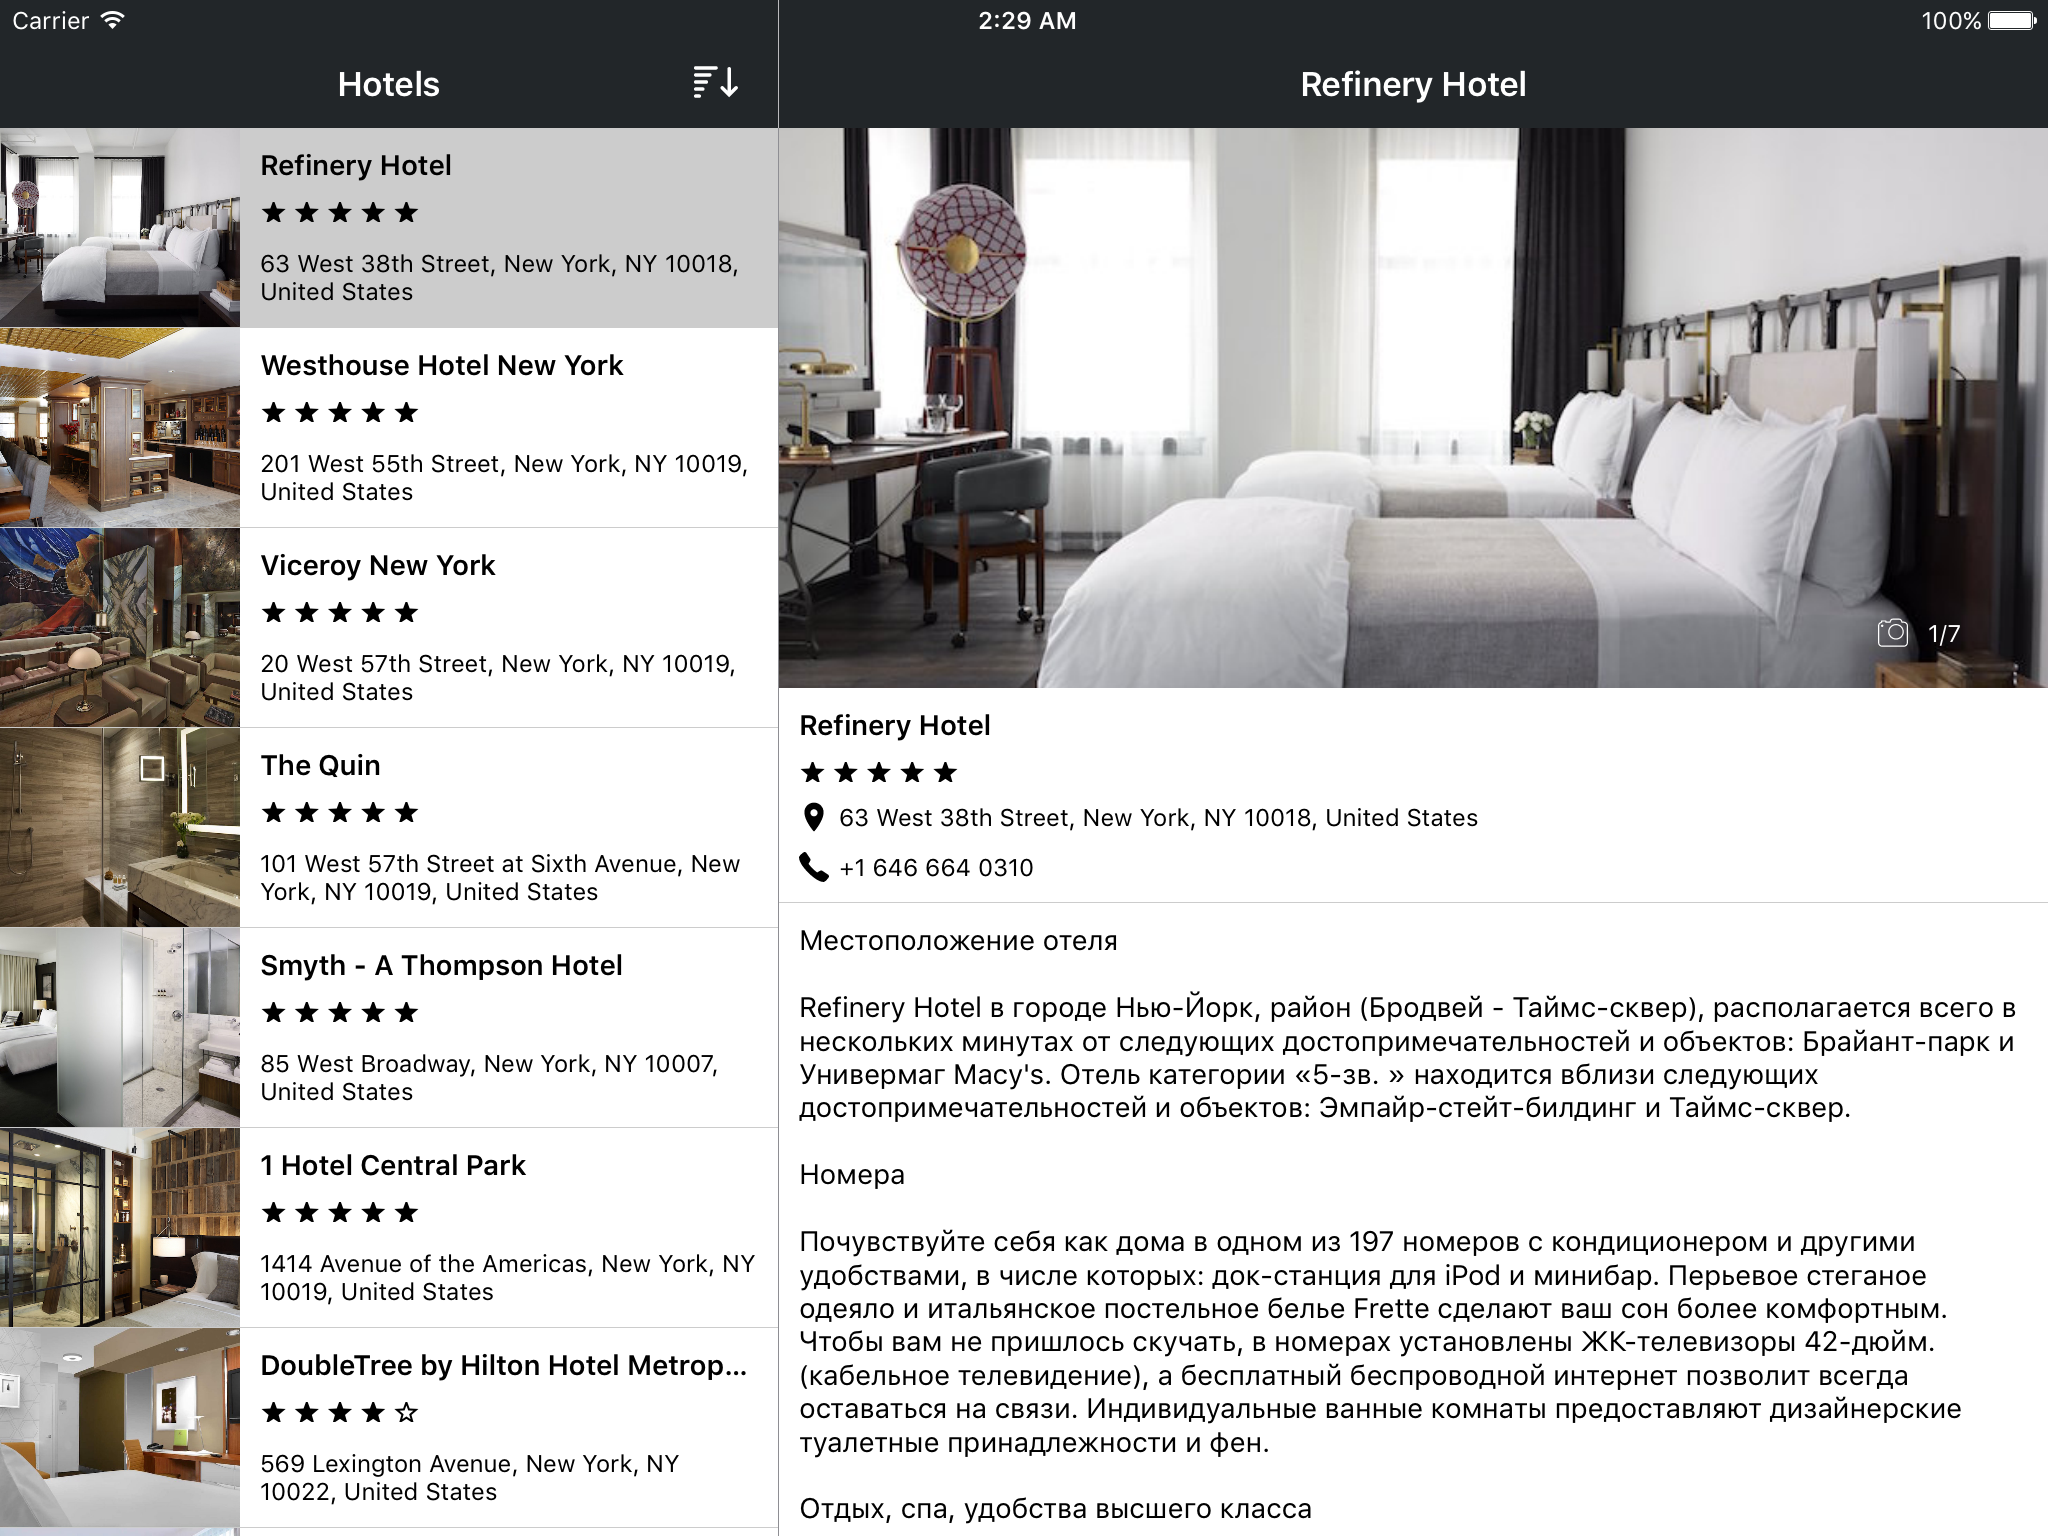 Carrier
2:29 AM
100%
Hotels
Refinery Hotel
Refinery Hotel
63 West 38th Street, New York, NY 10018,
United States
Westhouse Hotel New York
201 West 55th Street, New York, NY 10019,
United States
Viceroy New York
20 West 57th Street, New York, NY 10019,
United States
The Quin
101 West 57th Street at Sixth Avenue, New
York, NY 10019, United States
Smyth - A Thompson Hotel
85 West Broadway, New York, NY 10007,
United States
1 Hotel Central Park
1414 Avenue of the Americas, New York, NY
10019, United States
DoubleTree by Hilton Hotel Metrop...
569 Lexington Avenue, New York, NY
10022, United States
1/7
Refinery Hotel
63 West 38th Street, New York, NY 10018, United States
+1 646 664 0310
Местоположение отеля
Refinery Hotel в городе Нью-Йорк, район (Бродвей - Таймс-сквер), располагается всего в
нескольких минутах от следующих достопримечательностей и объектов: Брайант-парк и
Универмаг Macy's. Отель категории «5-зв. » находится вблизи следующих
достопримечательностей и объектов: Эмпайр-стейт-билдинг и Таймс-сквер.
Номера
Почувствуйте себя как дома в одном из 197 номеров с кондиционером и другими
удобствами, в числе которых: док-станция для iPod и минибар. Перьевое стеганое
одеяло и итальянское постельное белье Frette сделают ваш сон более комфортным.
Чтобы вам не пришлось скучать, в номерах установлены ЖК-телевизоры 42-дюйм.
(кабельное телевидение), а бесплатный беспроводной интернет позволит всегда
оставаться на связи. Индивидуальные ванные комнаты предоставляют дизайнерские
туалетные принадлежности и фен.
Отдых, спа, удобства высшего класса